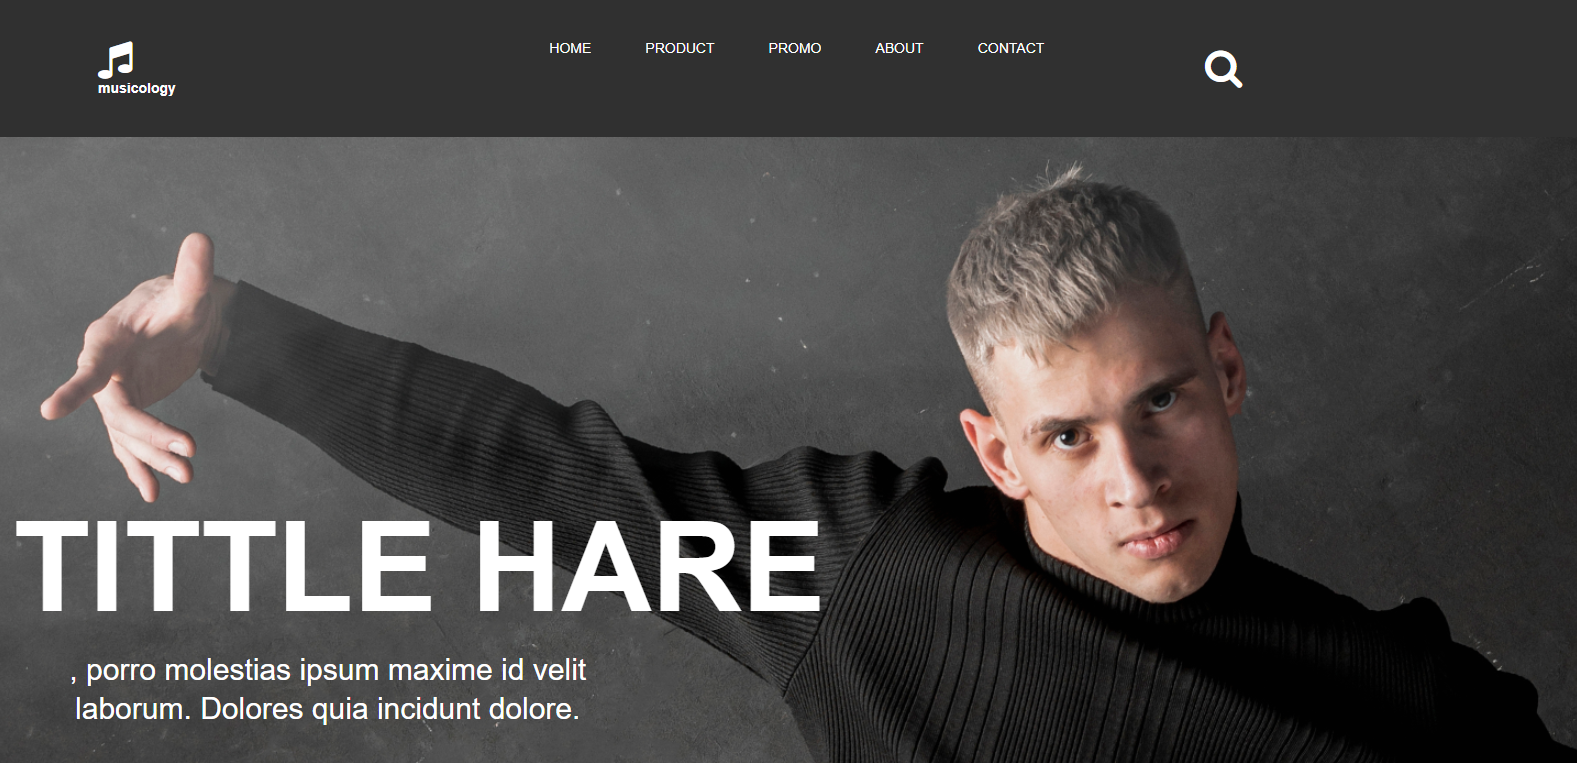 musicology
HOME PRODUCT PROMO ABOUT CONTACT
TITTLE HARE
, porro molestias ipsum maxime id velit
laborum. Dolores quia incidunt dolore.